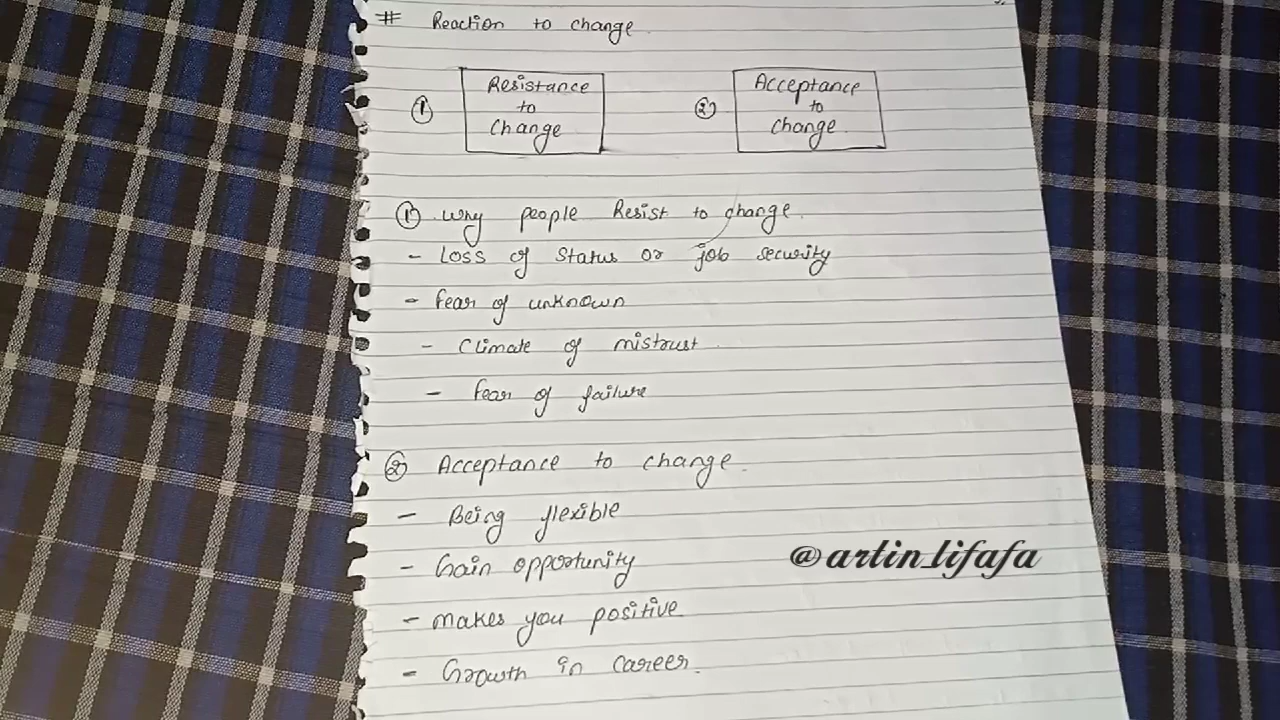 # Reaction to change
① Resistance to change
② Acceptance to change.
① Why people Resist to change.
- Loss of Status or job security
- Fear of unknown
- Climate of mistrust
- Fear of failure
② Acceptance to change.
- Being flexible
- Gain opportunity
- makes you positive
- Growth in career.
@artin_lifafa